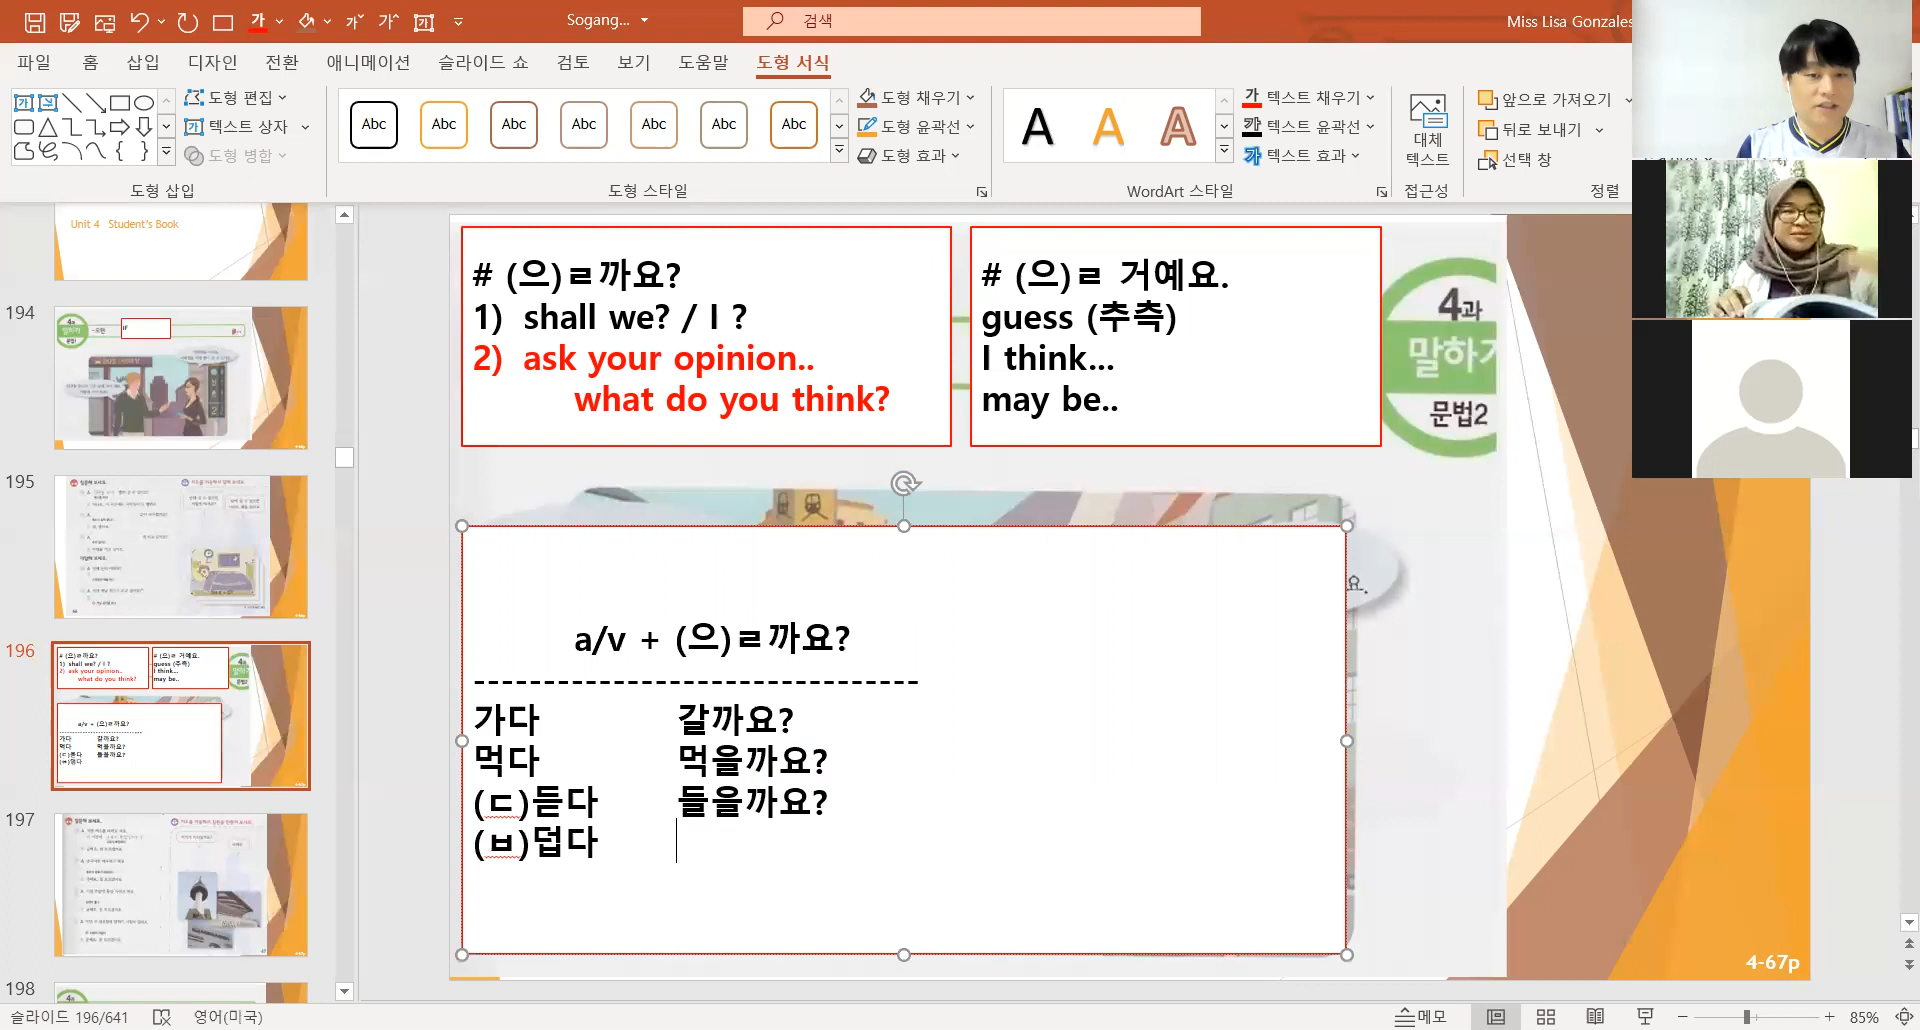 Sogang...
검색
Miss Lisa Gonzales
파일 홈 삽입 디자인 전환 애니메이션 슬라이드 쇼 검토 보기 도움말 도형 서식
도형 편집
텍스트 상자
도형 병합
도형 삽입
Abc Abc Abc Abc Abc Abc Abc
도형 채우기
도형 윤곽선
도형 효과
도형 스타일
A A A
텍스트 채우기
텍스트 윤곽선
텍스트 효과
WordArt 스타일
대체
텍스트
접근성
앞으로 가져오기
뒤로 보내기
선택 창
정렬
Unit 4 Student's Book
194
195
196
197
198
# (으)ㄹ까요?
1) shall we? / I ?
2) ask your opinion..
what do you think?
# (으)ㄹ 거예요.
guess (추측)
I think...
may be..
4과
말하기
문법2
요.
a/v + (으)ㄹ까요?
--------------------------------
가다 갈까요?
먹다 먹을까요?
(ㄷ)듣다 들을까요?
(ㅂ)덥다
4-67p
슬라이드 196/641
영어(미국)
메모
85%